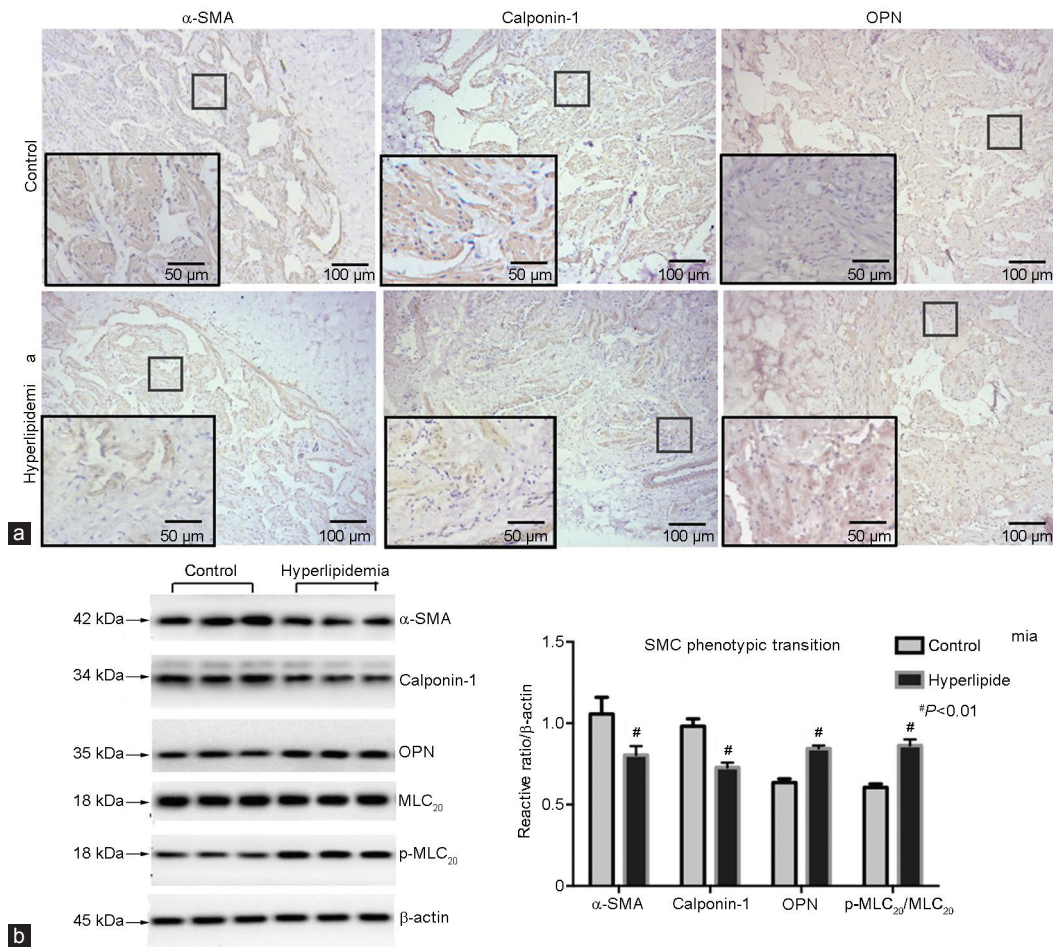 α-SMA Calponin-1 OPN
Control
50 µm 100 µm 50 µm 100 µm 50 µm 100 µm
Hyperlipidemi
a
50 µm 100 µm 50 µm 100 µm 50 µm 100 µm
a
Control Hyperlipidemia
42 kDa α-SMA
34 kDa Calponin-1
35 kDa OPN
18 kDa MLC₂₀
18 kDa p-MLC₂₀
45 kDa β-actin
SMC phenotypic transition
Control
mia
Hyperlipide
#P<0.01
Reactive ratio/β-actin
1.5
1.0
0.5
0
# # # #
α-SMA Calponin-1 OPN p-MLC₂₀/MLC₂₀
b